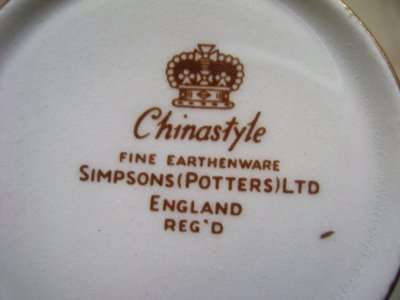 Chinastyle
FINE EARTHENWARE
SIMPSONS (POTTERS) LTD
ENGLAND
REG'D